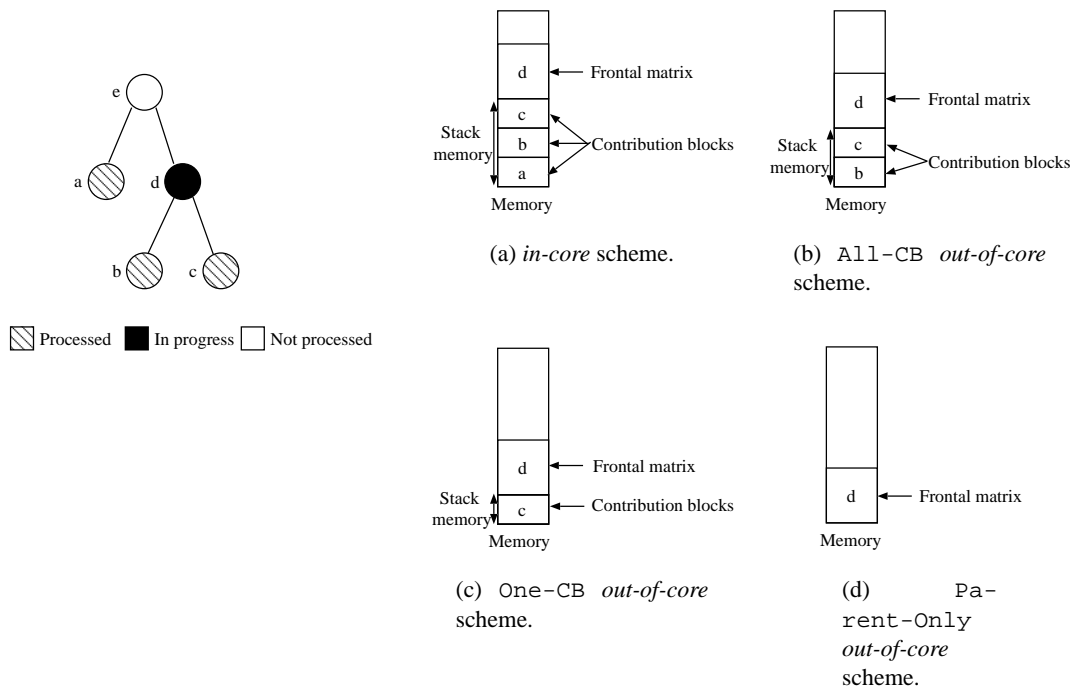 e
a
d
b
c
Processed
In progress
Not processed
d
c
b
a
Frontal matrix
Contribution blocks
Stack
memory
Memory
(a) in-core scheme.
d
c
b
Frontal matrix
Contribution blocks
Stack
memory
Memory
(b) All-CB out-of-core
scheme.
d
c
Frontal matrix
Contribution blocks
Stack
memory
Memory
(c) One-CB out-of-core
scheme.
d
Frontal matrix
Memory
(d) Pa-
rent-Only
out-of-core
scheme.